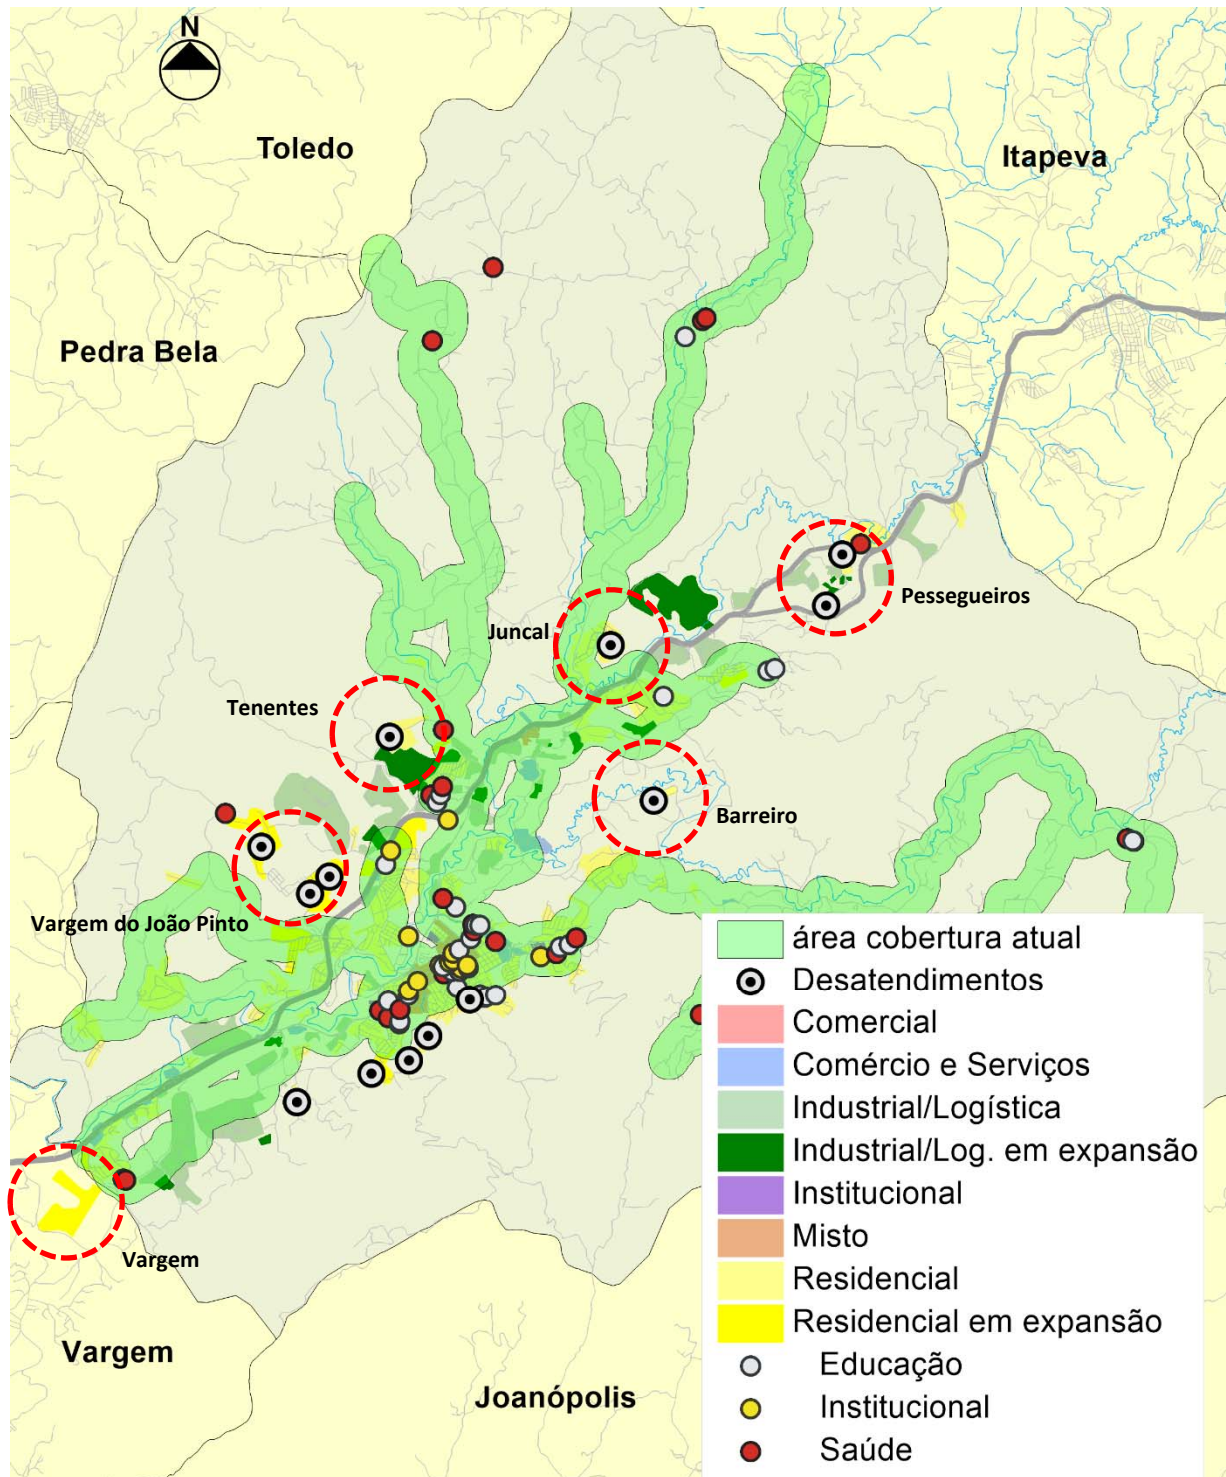 N
Toledo
Itapeva
Pedra Bela
Pessegueiros
Juncal
Tenentes
Barreiro
Vargem do João Pinto
Vargem
Vargem
Joanópolis
área cobertura atual
Desatendimentos
Comercial
Comércio e Serviços
Industrial/Logística
Industrial/Log. em expansão
Institucional
Misto
Residencial
Residencial em expansão
Educação
Institucional
Saúde